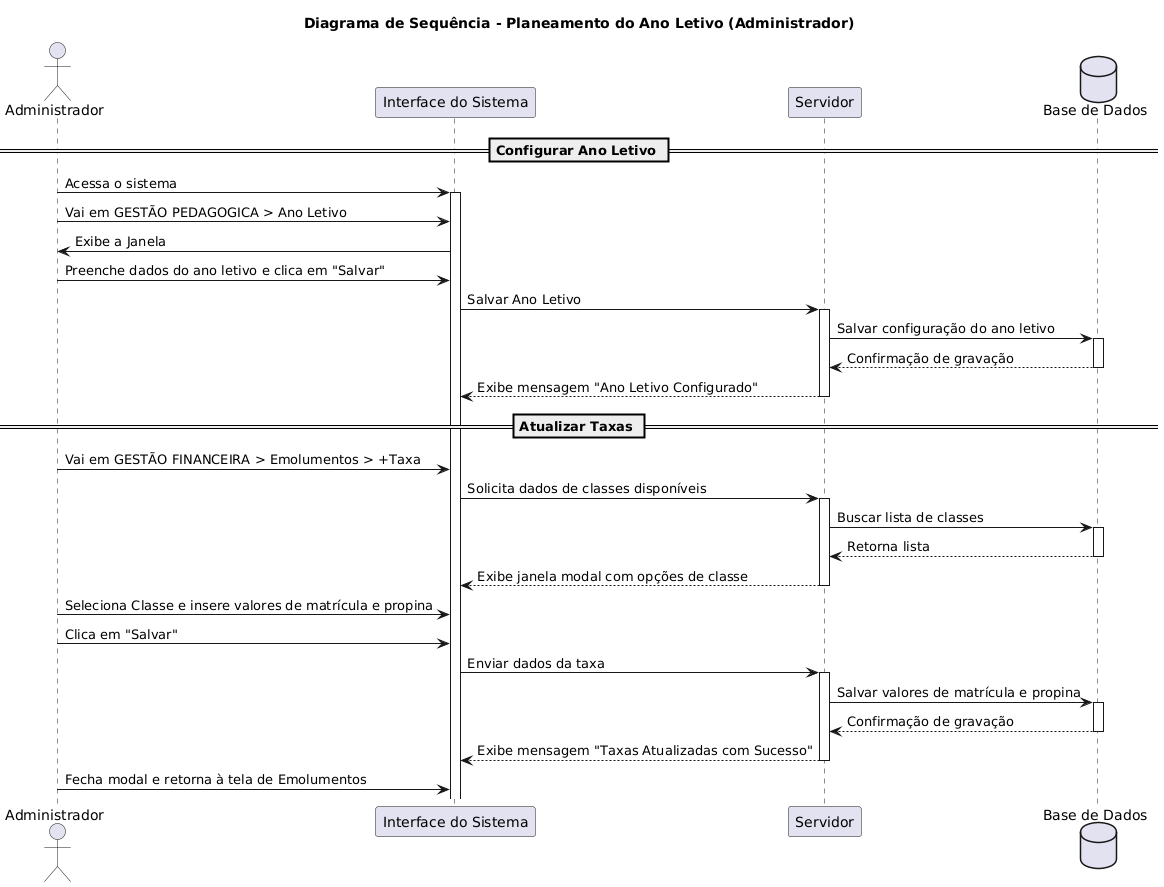 Diagrama de Sequência - Planeamento do Ano Letivo (Administrador)
Administrador
Interface do Sistema
Servidor
Base de Dados
Configurar Ano Letivo
Acessa o sistema
Vai em GESTÃO PEDAGOGICA > Ano Letivo
Exibe a Janela
Preenche dados do ano letivo e clica em "Salvar"
Salvar Ano Letivo
Salvar configuração do ano letivo
Confirmação de gravação
Exibe mensagem "Ano Letivo Configurado"
Atualizar Taxas
Vai em GESTÃO FINANCEIRA > Emolumentos > +Taxa
Solicita dados de classes disponíveis
Buscar lista de classes
Retorna lista
Exibe janela modal com opções de classe
Seleciona Classe e insere valores de matrícula e propina
Clica em "Salvar"
Enviar dados da taxa
Salvar valores de matrícula e propina
Confirmação de gravação
Exibe mensagem "Taxas Atualizadas com Sucesso"
Fecha modal e retorna à tela de Emolumentos
Administrador
Interface do Sistema
Servidor
Base de Dados